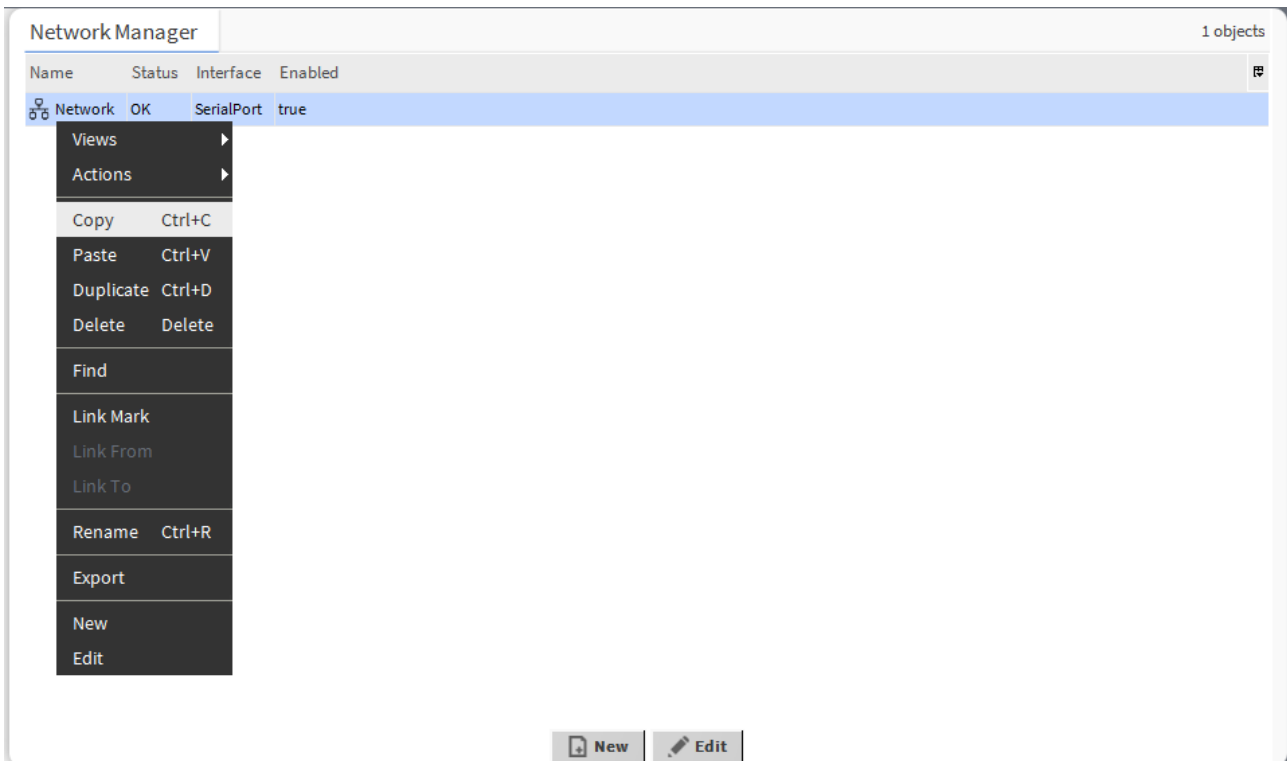 Network Manager 1 objects
Name Status Interface Enabled
Network OK SerialPort true
Views
Actions
Copy Ctrl+C
Paste Ctrl+V
Duplicate Ctrl+D
Delete Delete
Find
Link Mark
Link From
Link To
Rename Ctrl+R
Export
New
Edit
New Edit